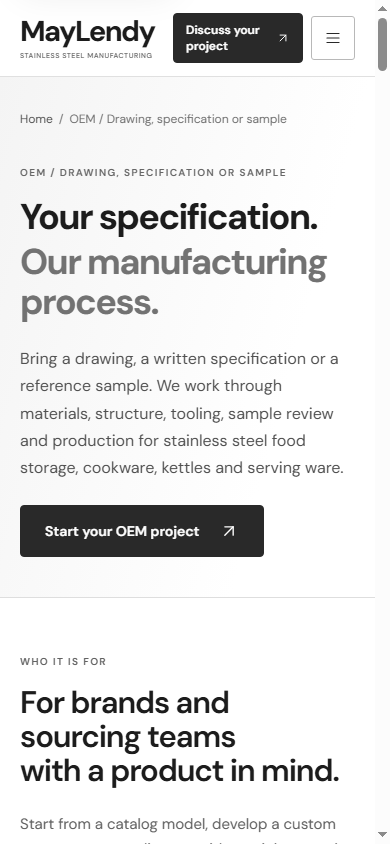 MayLendy
STAINLESS STEEL MANUFACTURING
Discuss your
project
Home / OEM / Drawing, specification or sample
OEM / DRAWING, SPECIFICATION OR SAMPLE
Your specification.
Our manufacturing
process.
Bring a drawing, a written specification or a
reference sample. We work through
materials, structure, tooling, sample review
and production for stainless steel food
storage, cookware, kettles and serving ware.
Start your OEM project
WHO IT IS FOR
For brands and
sourcing teams
with a product in mind.
Start from a catalog model, develop a custom